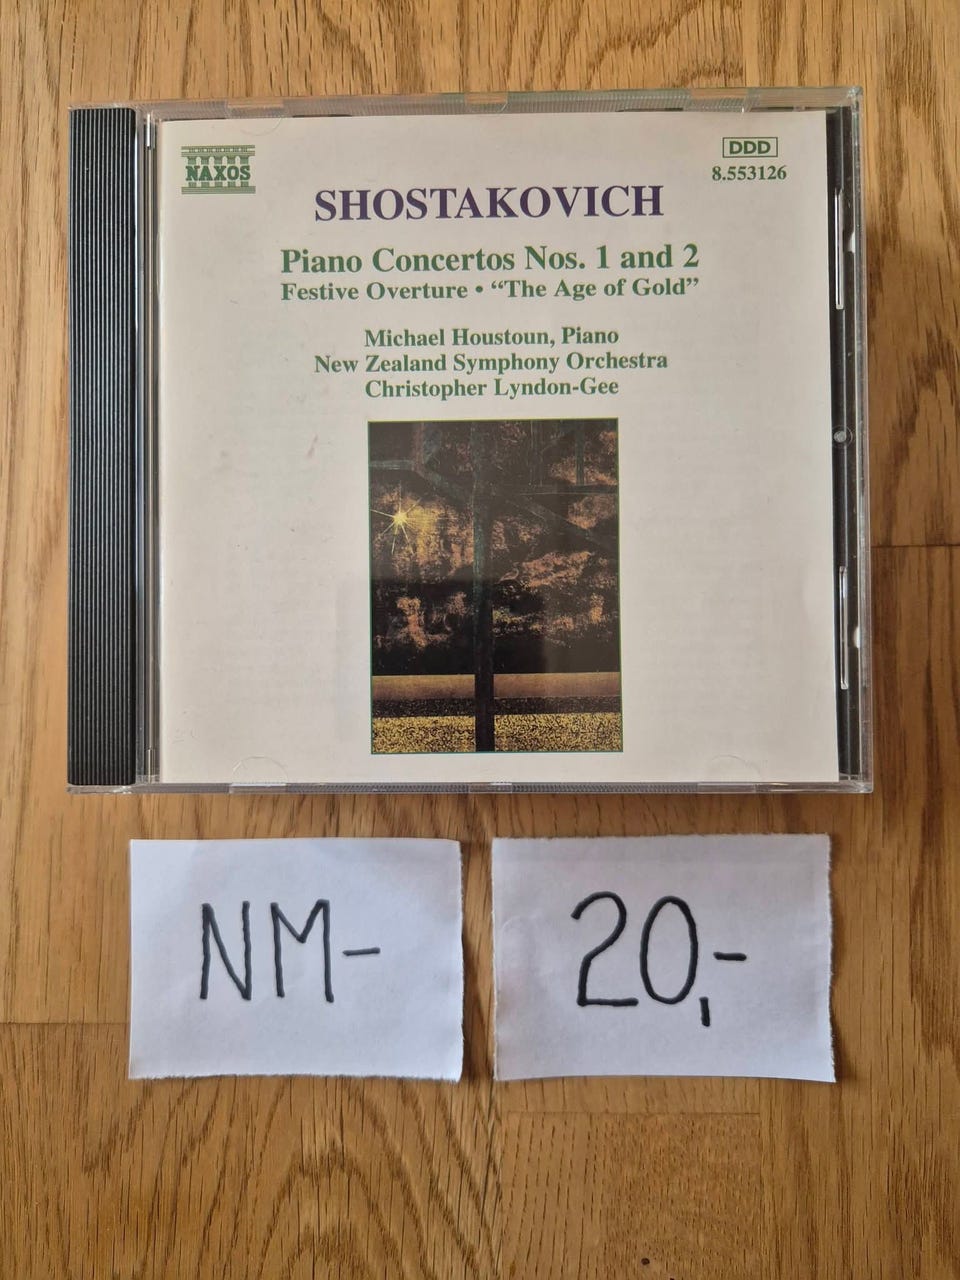 NAXOS
DDD
8.553126
SHOSTAKOVICH
Piano Concertos Nos. 1 and 2
Festive Overture • “The Age of Gold”
Michael Houstoun, Piano
New Zealand Symphony Orchestra
Christopher Lyndon-Gee
NM-
20,-